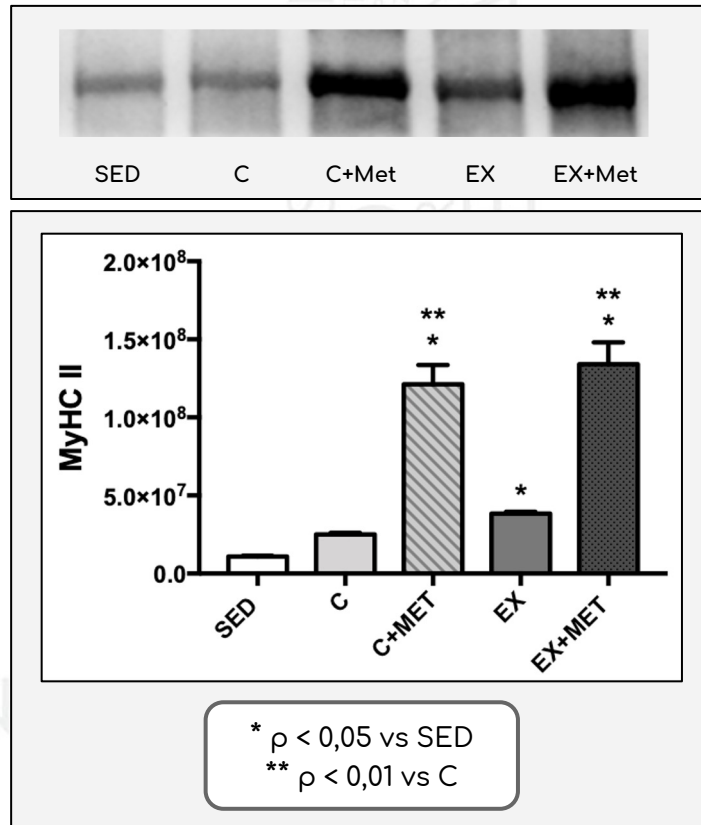 SED C C+Met EX EX+Met
2.0×10⁸
1.5×10⁸
1.0×10⁸
5.0×10⁷
0.0
MyHC II
**
*
*
**
*
SED C C+MET EX EX+MET
* ρ < 0,05 vs SED
** ρ < 0,01 vs C